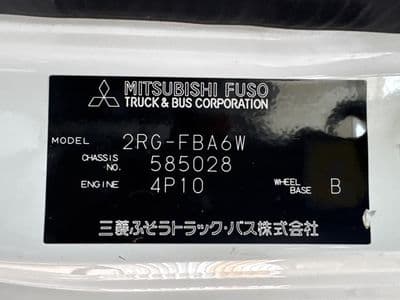 MITSUBISHI FUSO
TRUCK & BUS CORPORATION
MODEL 2RG-FBA6W
CHASSIS NO. 585028
ENGINE 4P10 WHEEL BASE B
三菱ふそうトラック・バス株式会社